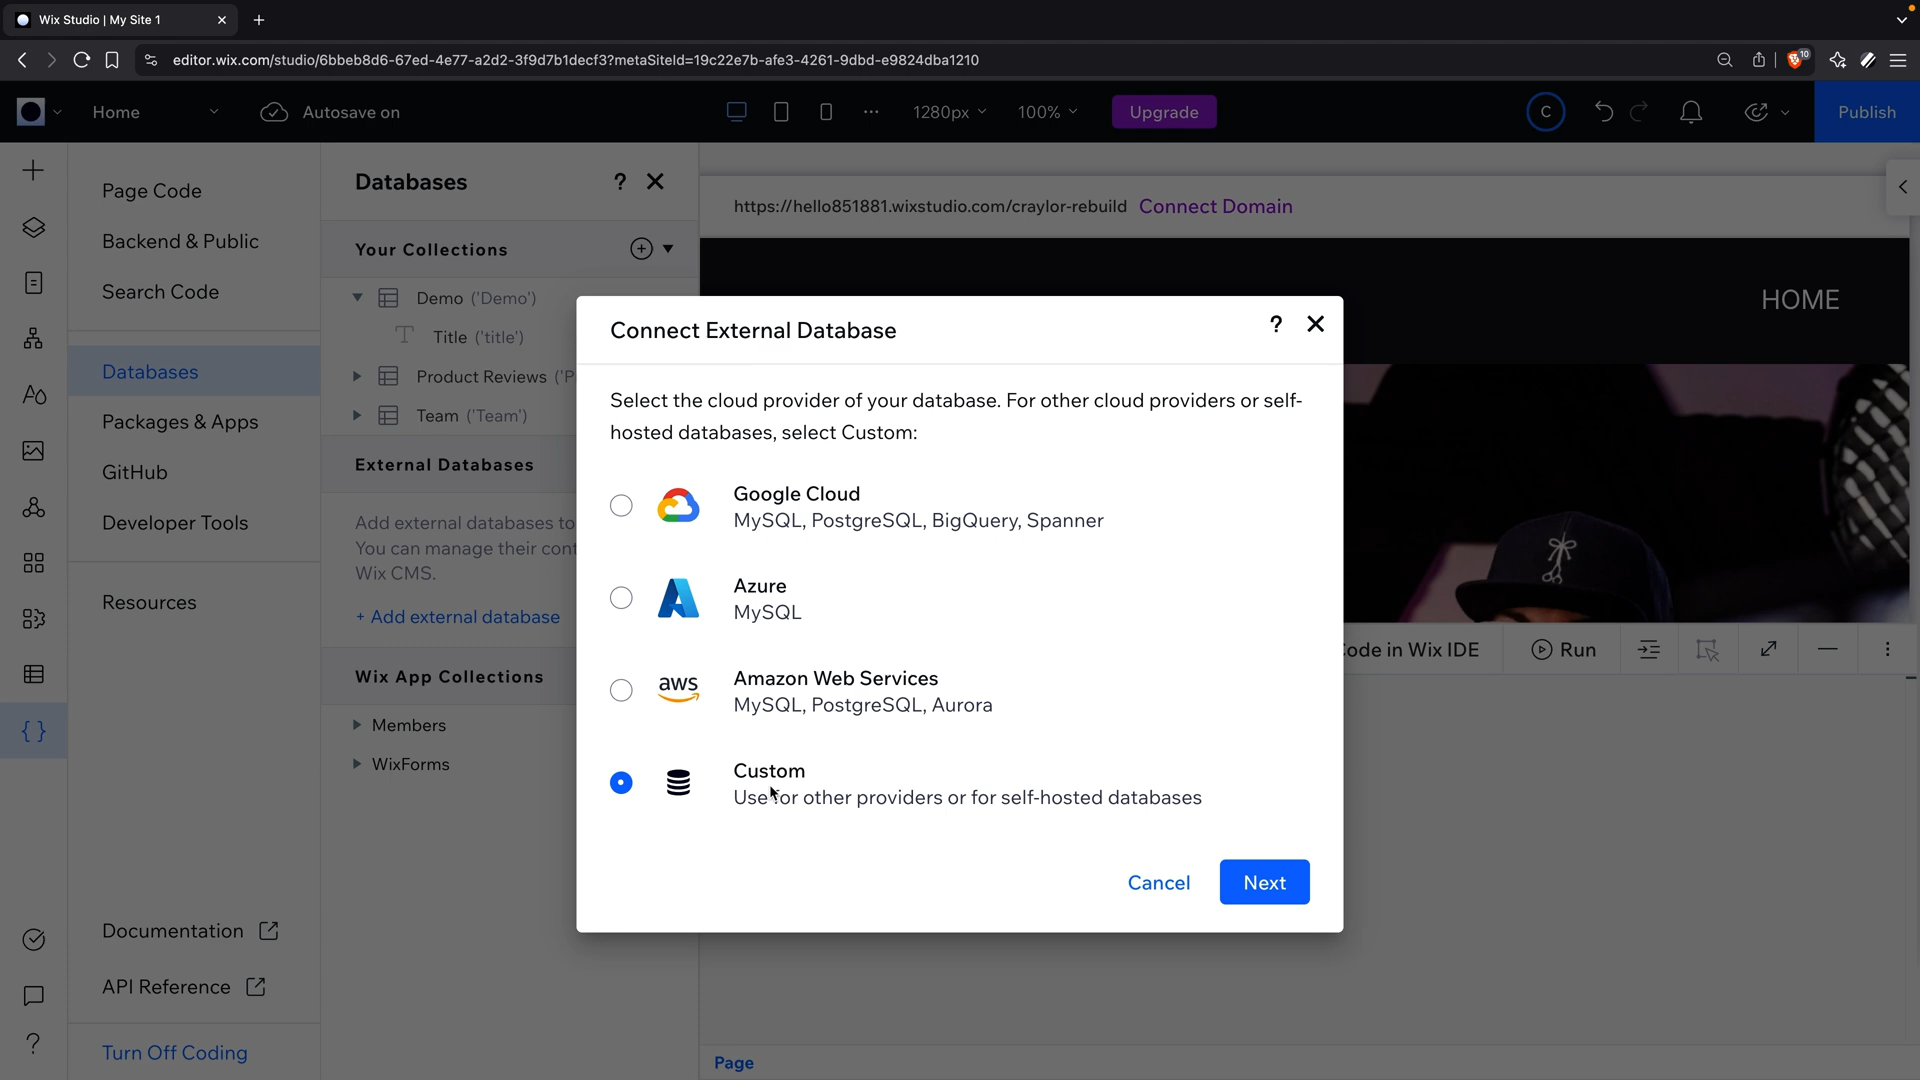 Wix Studio | My Site 1
editor.wix.com/studio/6bbeb8d6-67ed-4e77-a2d2-3f9d7b1decf3?metaSiteId=19c22e7b-afe3-4261-9dbd-e9824dba1210
10
Home
Autosave on
1280px
100%
Upgrade
C
Publish
Page Code
Backend & Public
Search Code
Databases
Packages & Apps
GitHub
Developer Tools
Resources
Documentation
API Reference
Turn Off Coding
Databases
?
Your Collections
Demo ('Demo')
Title ('title')
Product Reviews ('P
Team ('Team')
External Databases
Add external databases to
You can manage their cont
Wix CMS.
+ Add external database
Wix App Collections
Members
WixForms
https://hello851881.wixstudio.com/craylor-rebuild Connect Domain
HOME
Connect External Database
?
Select the cloud provider of your database. For other cloud providers or self-
hosted databases, select Custom:
Google Cloud
MySQL, PostgreSQL, BigQuery, Spanner
Azure
MySQL
aws
Amazon Web Services
MySQL, PostgreSQL, Aurora
Custom
Use for other providers or for self-hosted databases
Cancel
Next
ode in Wix IDE
Run
Page